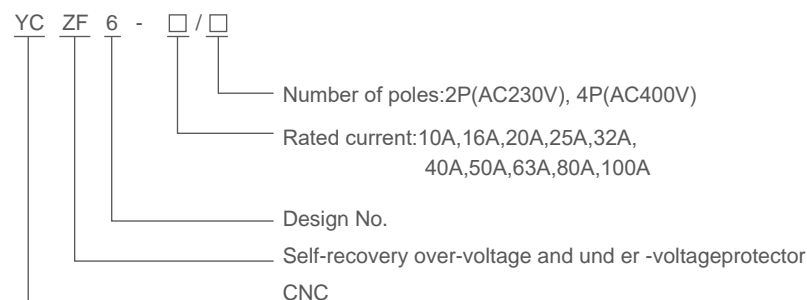 YC ZF 6 - □ / □
Number of poles:2P(AC230V), 4P(AC400V)
Rated current:10A,16A,20A,25A,32A,
40A,50A,63A,80A,100A
Design No.
Self-recovery over-voltage and und er -voltageprotector
CNC